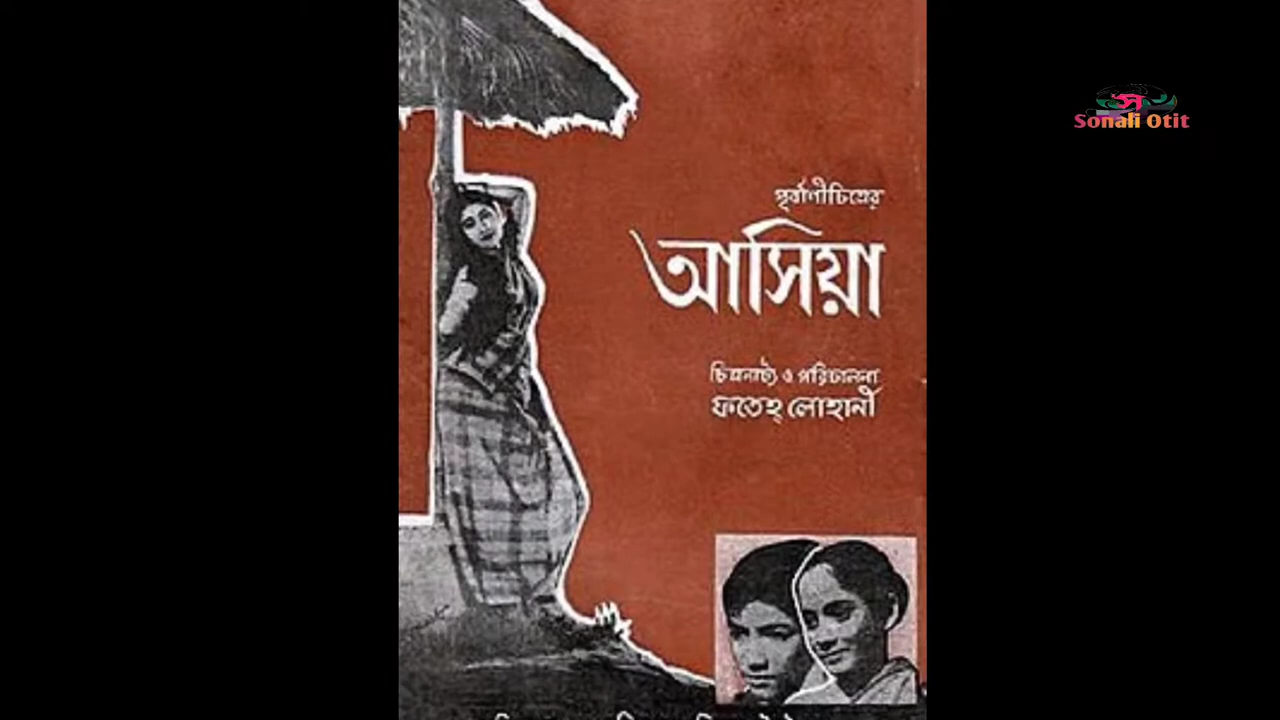 স
Sonali Otit
পূর্বাণীচিত্রের
আসিয়া
চিত্রনাট্য ও পরিচালনা
ফতেহ্ লোহানী